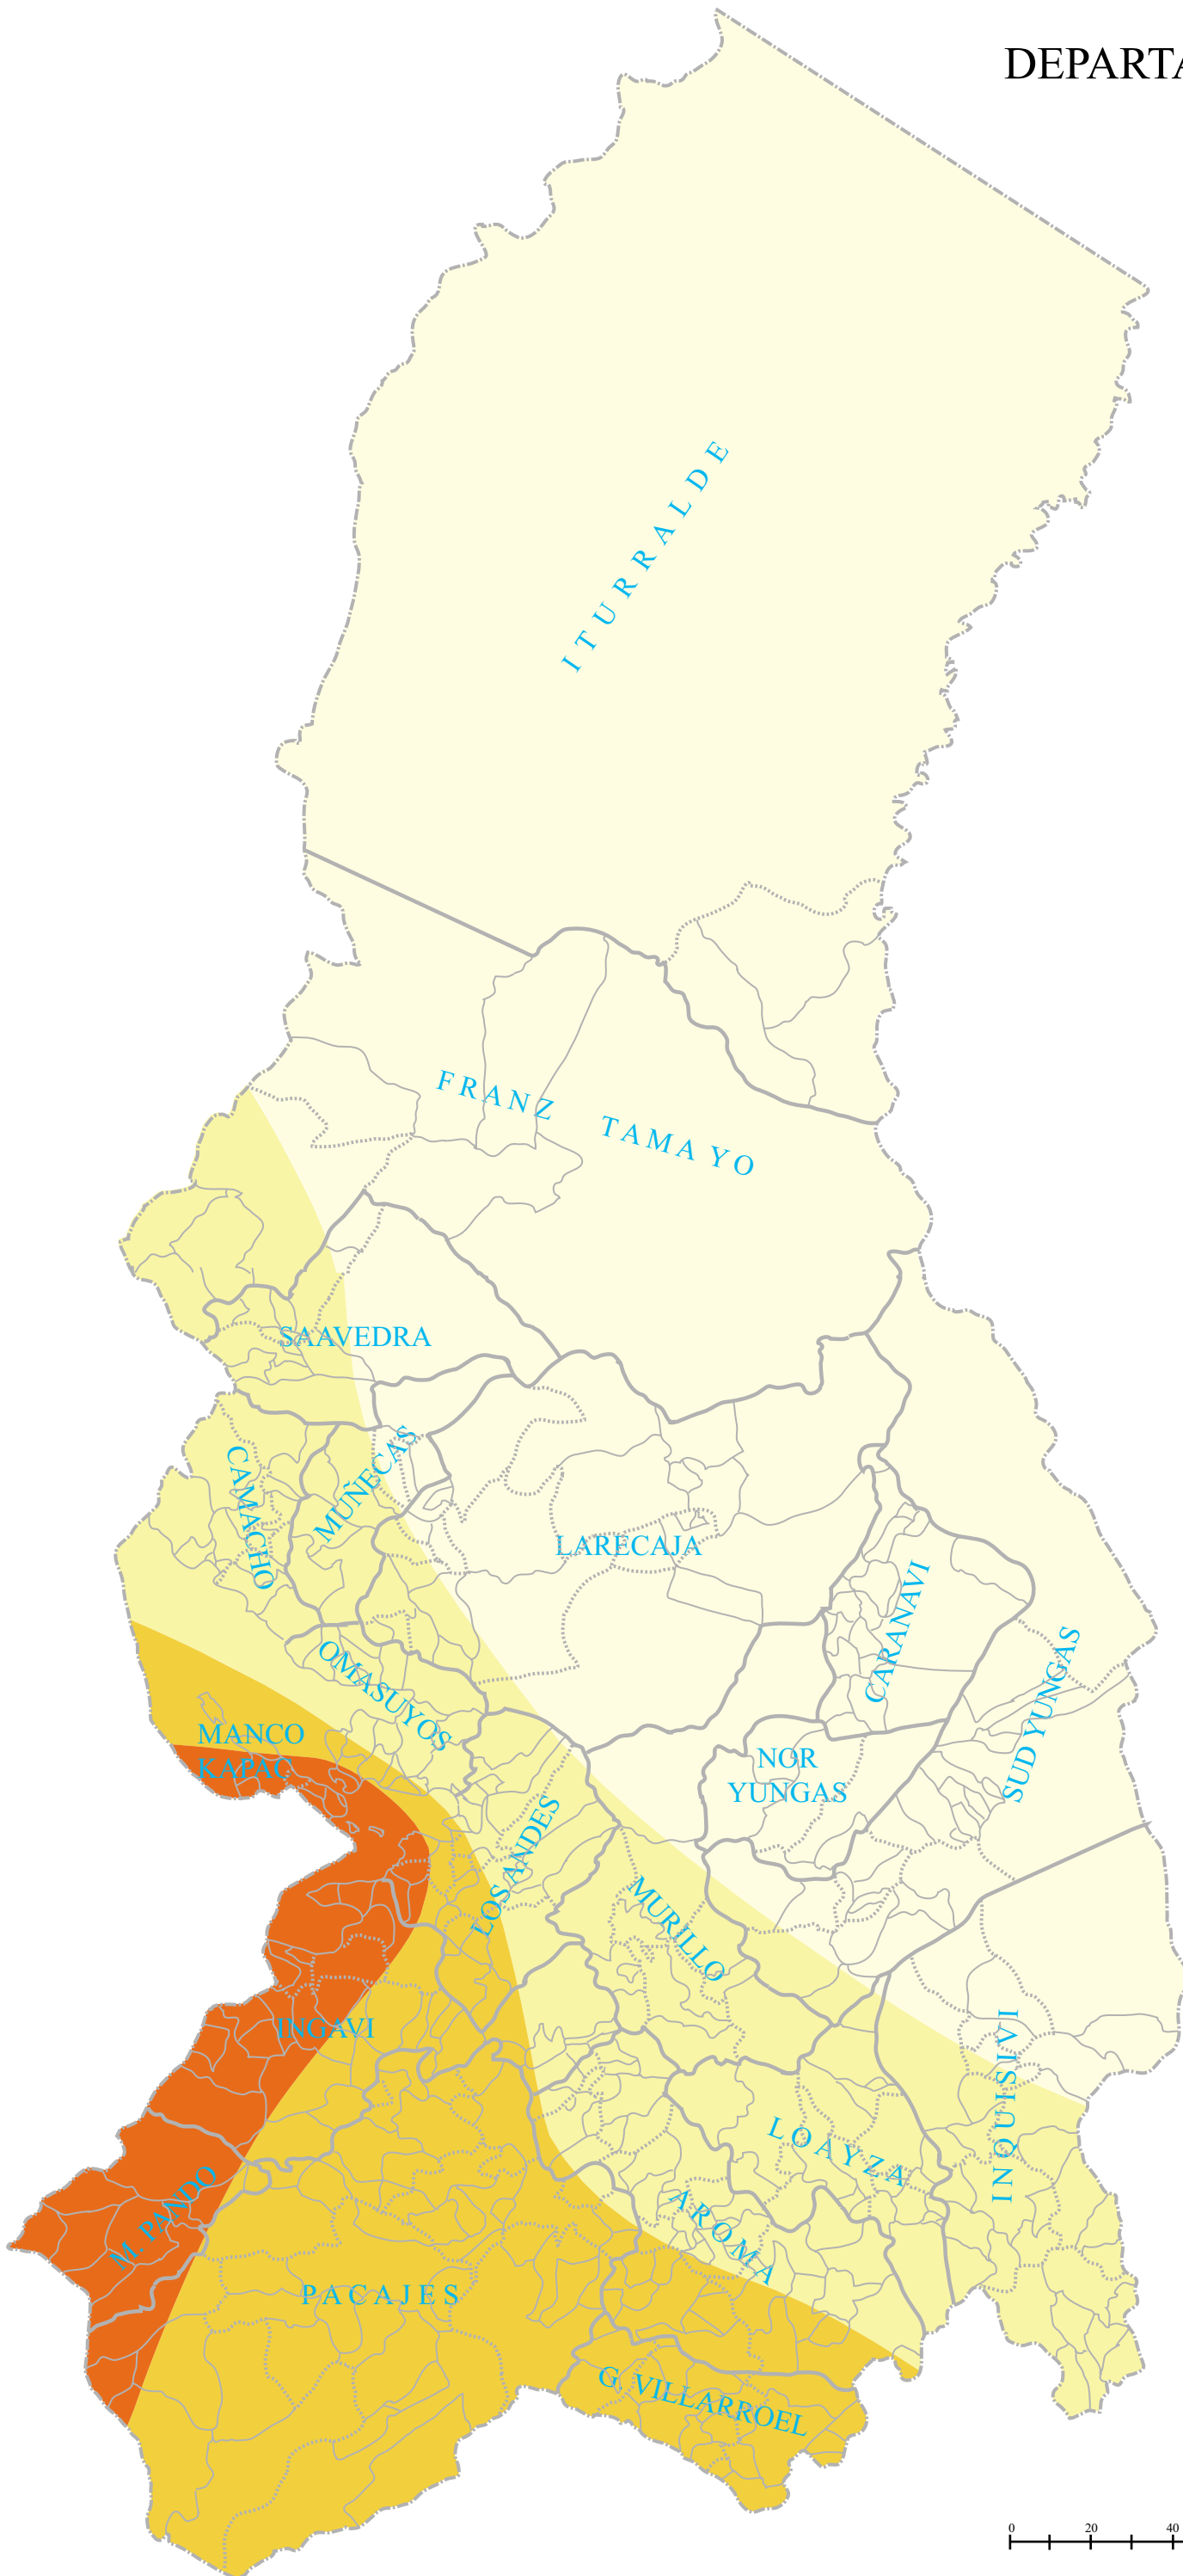 DEPARTA
ITURRALDE
FRANZ TAMAYO
SAAVEDRA
CAMACHO
MUÑECAS
LARECAJA
CARANAVI
OMASUYOS
SUD YUNGAS
MANCO
KAPAC
NOR
YUNGAS
LOS ANDES
MURILLO
INGAVI
INQUISIVI
LOAYZA
M. PANDO
AROMA
PACAJES
G. VILLARROEL
0 20 40